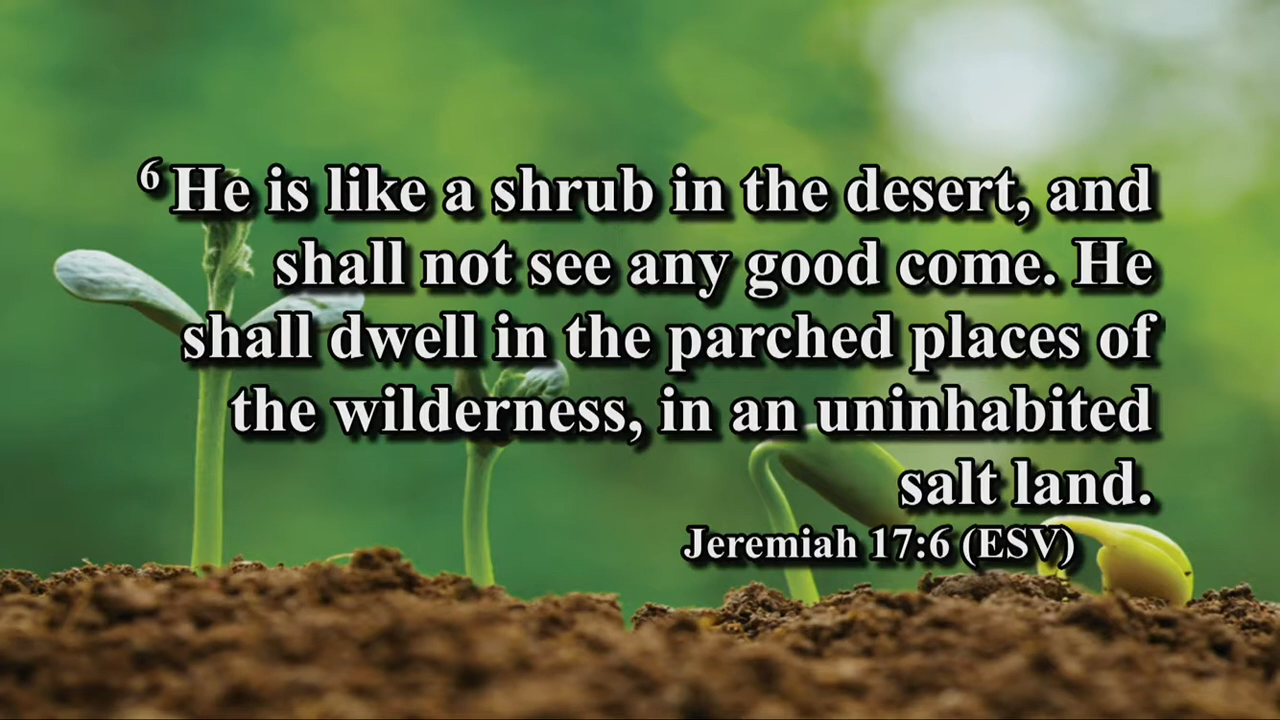 6 He is like a shrub in the desert, and
shall not see any good come. He
shall dwell in the parched places of
the wilderness, in an uninhabited
salt land.
Jeremiah 17:6 (ESV)